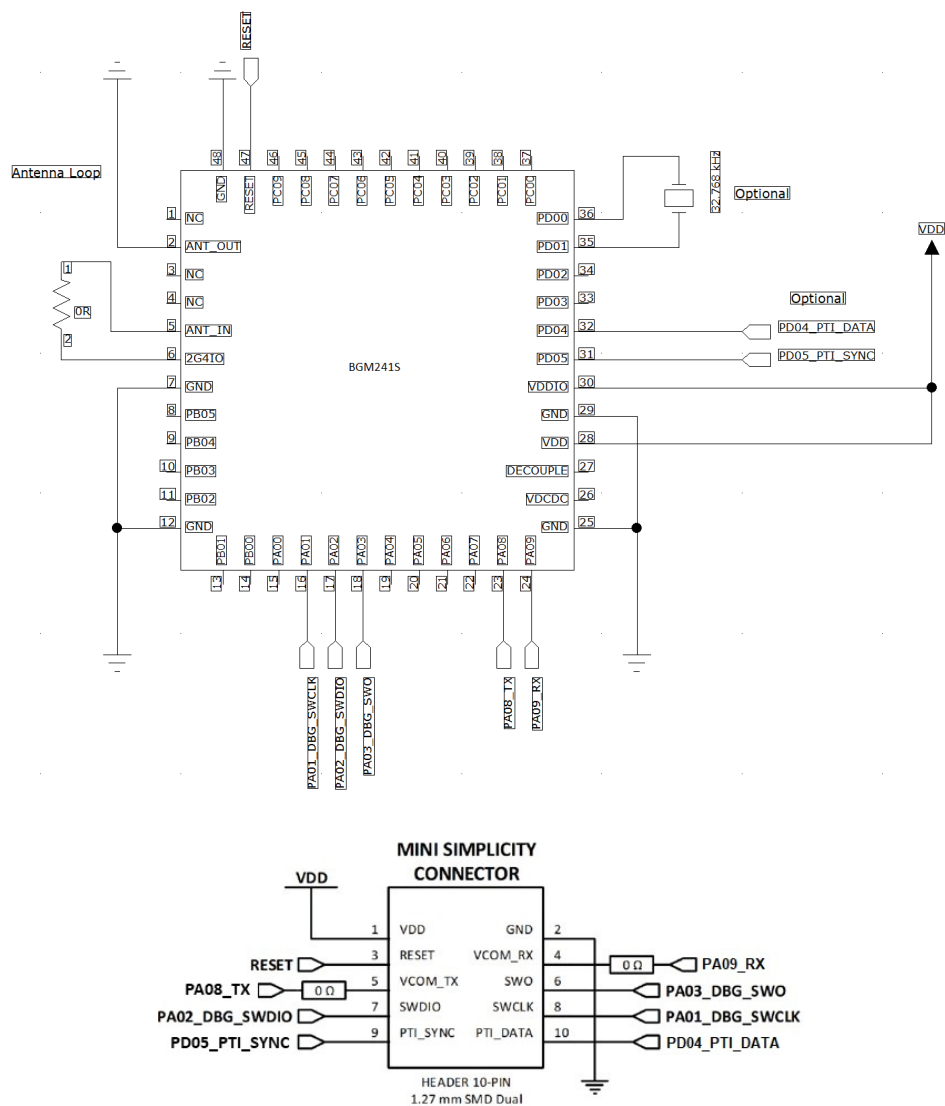 RESET
48
47
46
45
44
43
42
41
40
39
38
37
GND
RESET
PC09
PC08
PC07
PC06
PC05
PC04
PC03
PC02
PC01
PC00
Antenna Loop
32.768 kHz
Optional
1 NC
2 ANT_OUT
3 NC
4 NC
5 ANT_IN
6 2G4IO
7 GND
8 PB05
9 PB04
10 PB03
11 PB02
12 GND
1
0R
2
BGM241S
PD00 36
PD01 35
PD02 34
PD03 33
PD04 32
PD05 31
VDDIO 30
GND 29
VDD 28
DECOUPLE 27
VDCDC 26
GND 25
VDD
Optional
PD04_PTI_DATA
PD05_PTI_SYNC
PB01
PB00
PA00
PA01
PA02
PA03
PA04
PA05
PA06
PA07
PA08
PA09
13
14
15
16
17
18
19
20
21
22
23
24
PA01_DBG_SWCLK
PA02_DBG_SWDIO
PA03_DBG_SWO
PA08_TX
PA09_RX
MINI SIMPLICITY
CONNECTOR
VDD
1 VDD GND 2
RESET 3 RESET VCOM_RX 4 0 Ω PA09_RX
PA08_TX 0 Ω 5 VCOM_TX SWO 6 PA03_DBG_SWO
PA02_DBG_SWDIO 7 SWDIO SWCLK 8 PA01_DBG_SWCLK
PD05_PTI_SYNC 9 PTI_SYNC PTI_DATA 10 PD04_PTI_DATA
HEADER 10-PIN
1.27 mm SMD Dual